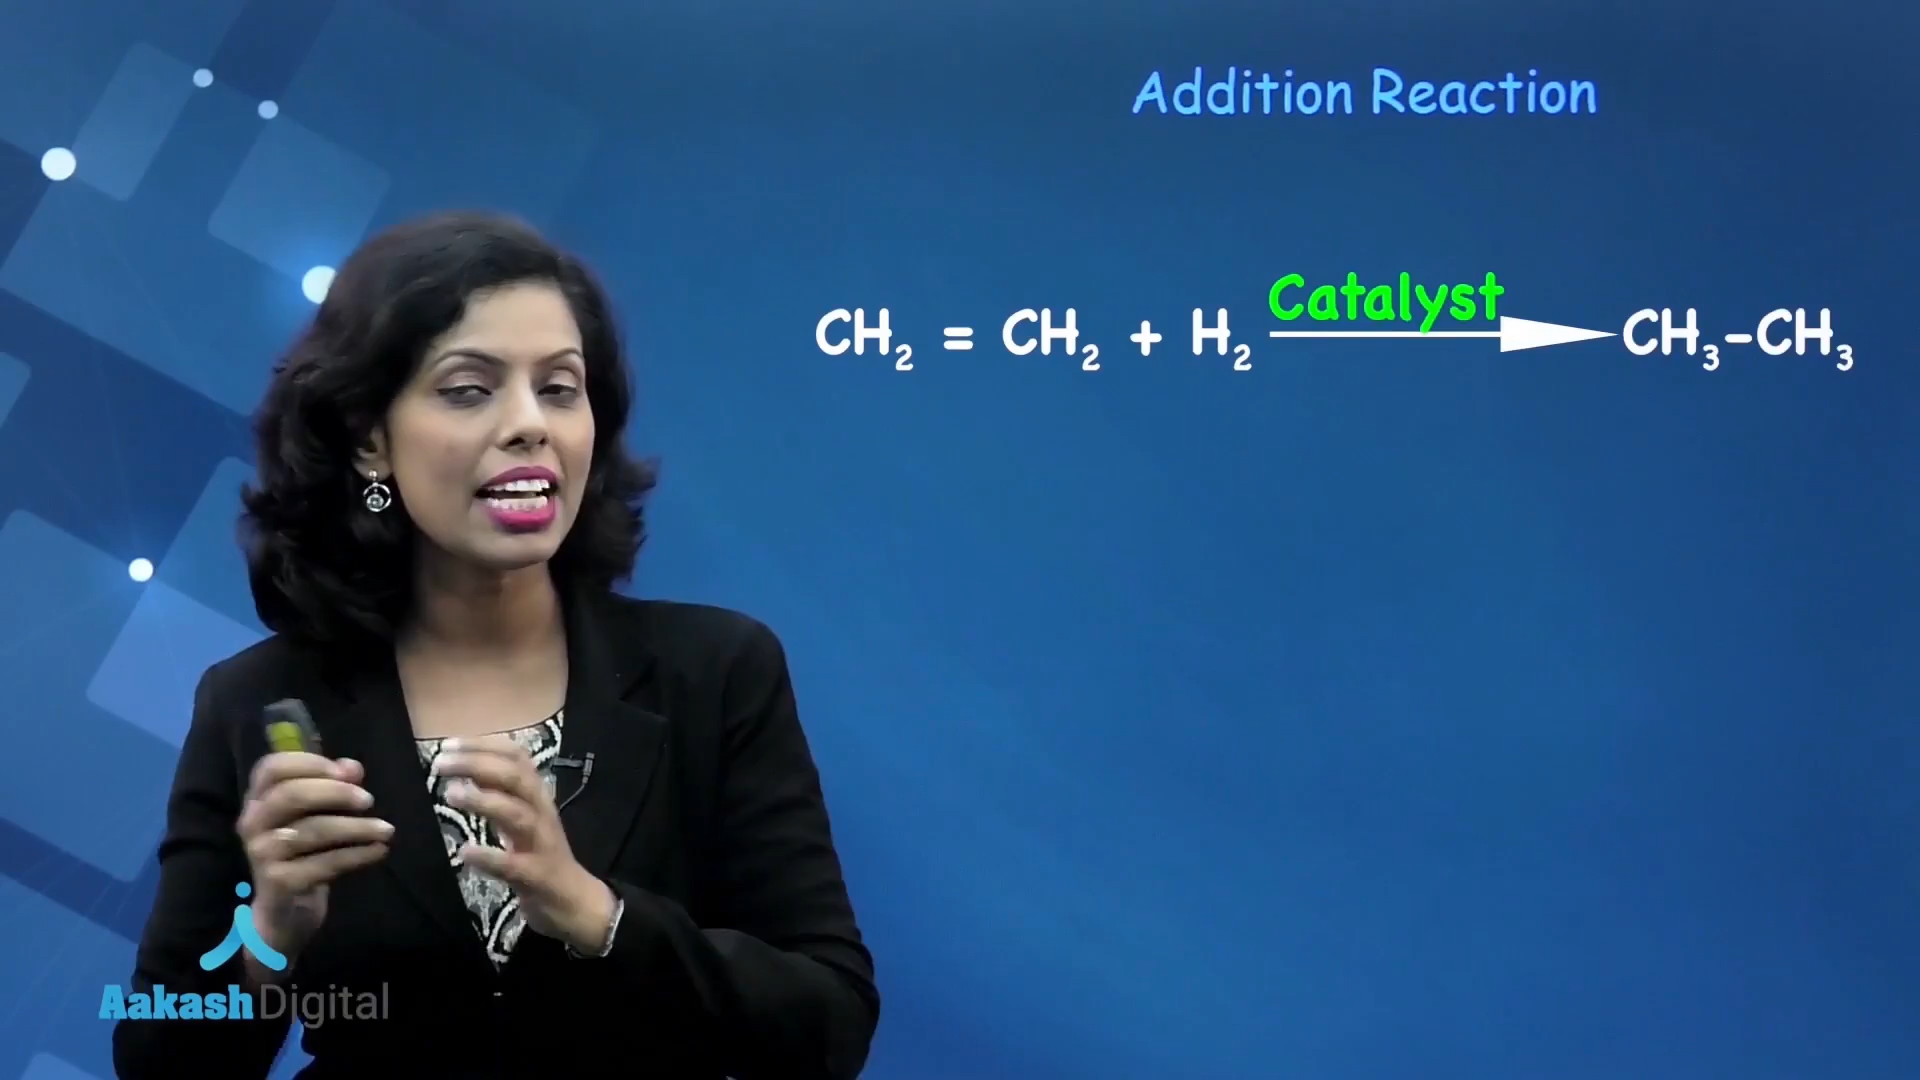 Addition Reaction
Catalyst
CH₂ = CH₂ + H₂ ⟶ CH₃-CH₃
Aakash Digital